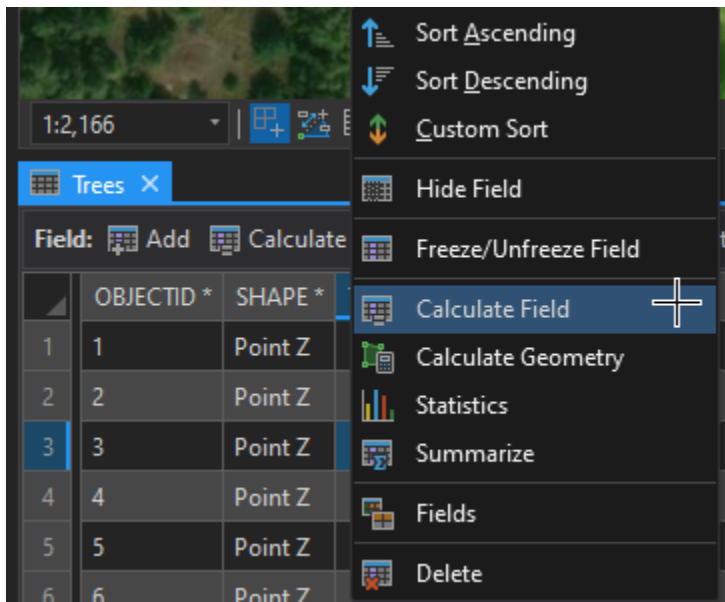 Sort Ascending
Sort Descending
Custom Sort
Hide Field
Freeze/Unfreeze Field
Calculate Field
Calculate Geometry
Statistics
Summarize
Fields
Delete
1:2,166
Trees
Field: Add Calculate
OBJECTID * SHAPE *
1 1 Point Z
2 2 Point Z
3 3 Point Z
4 4 Point Z
5 5 Point Z
6 6 Point Z